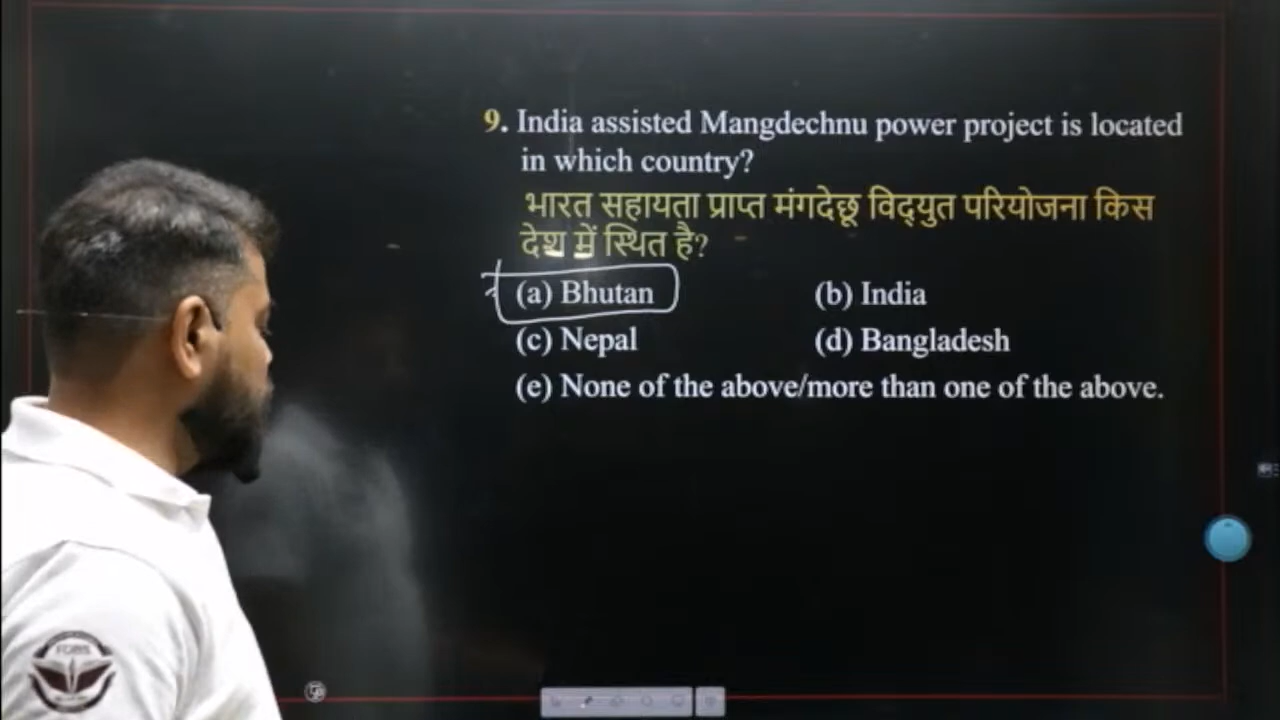 9. India assisted Mangdechnu power project is located
in which country?
भारत सहायता प्राप्त मंगदेछू विद्युत परियोजना किस
देश में स्थित है?
(a) Bhutan
(b) India
(c) Nepal
(d) Bangladesh
(e) None of the above/more than one of the above.